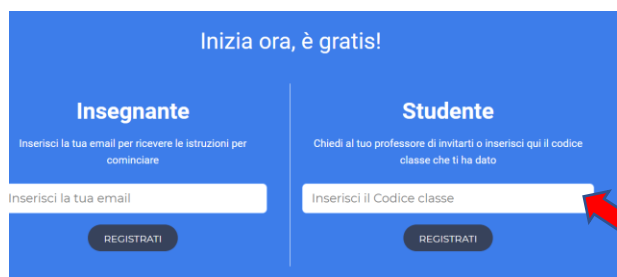 Inizia ora, è gratis!
Insegnante
Inserisci la tua email per ricevere le istruzioni per
cominciare
Inserisci la tua email
REGISTRATI
Studente
Chiedi al tuo professore di invitarti o inserisci qui il codice
classe che ti ha dato
Inserisci il Codice classe
REGISTRATI